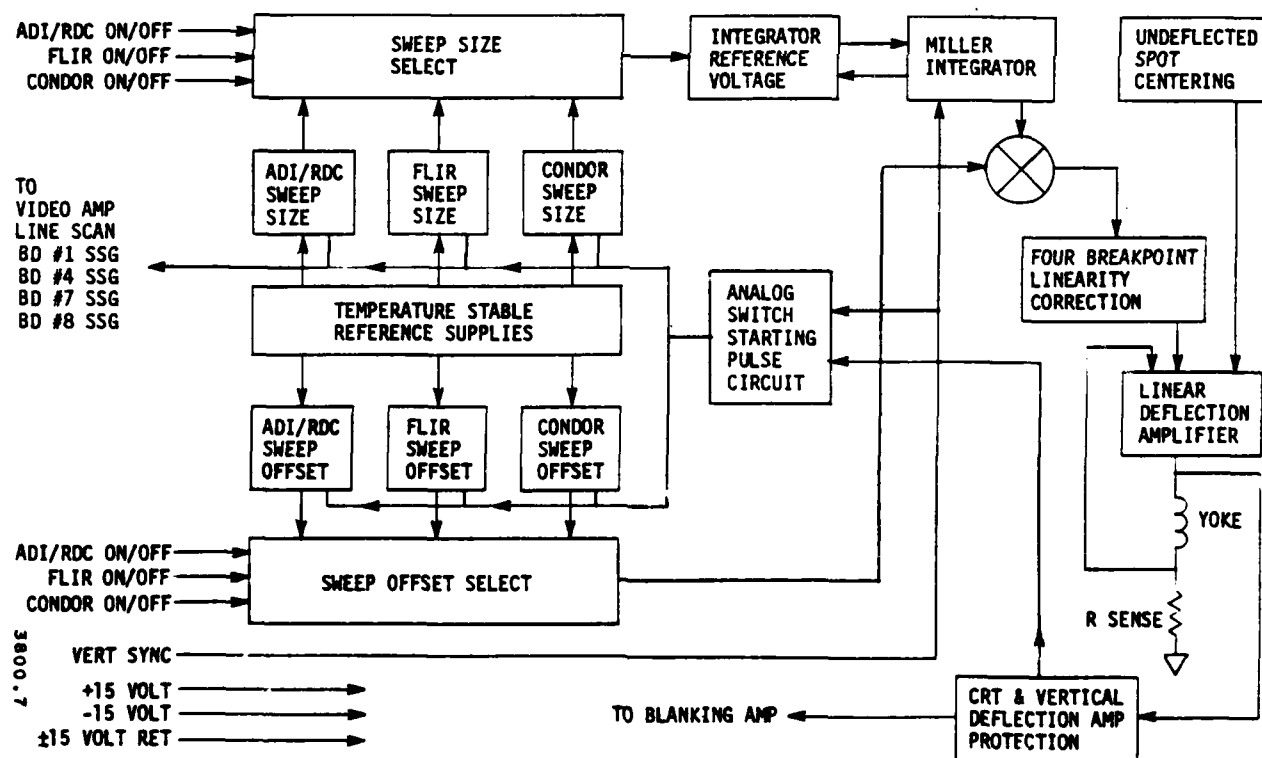 ADI/RDC ON/OFF
FLIR ON/OFF
CONDOR ON/OFF
SWEEP SIZE
SELECT
INTEGRATOR
REFERENCE
VOLTAGE
MILLER
INTEGRATOR
UNDEFLECTED
SPOT
CENTERING
TO
VIDEO AMP
LINE SCAN
BD #1 SSG
BD #4 SSG
BD #7 SSG
BD #8 SSG
ADI/RDC
SWEEP
SIZE
FLIR
SWEEP
SIZE
CONDOR
SWEEP
SIZE
FOUR BREAKPOINT
LINEARITY
CORRECTION
TEMPERATURE STABLE
REFERENCE SUPPLIES
ANALOG
SWITCH
STARTING
PULSE
CIRCUIT
LINEAR
DEFLECTION
AMPLIFIER
ADI/RDC
SWEEP
OFFSET
FLIR
SWEEP
OFFSET
CONDOR
SWEEP
OFFSET
YOKE
ADI/RDC ON/OFF
FLIR ON/OFF
CONDOR ON/OFF
SWEEP OFFSET SELECT
R SENSE
VERT SYNC
+15 VOLT
-15 VOLT
±15 VOLT RET
TO BLANKING AMP
CRT & VERTICAL
DEFLECTION AMP
PROTECTION
3800.7